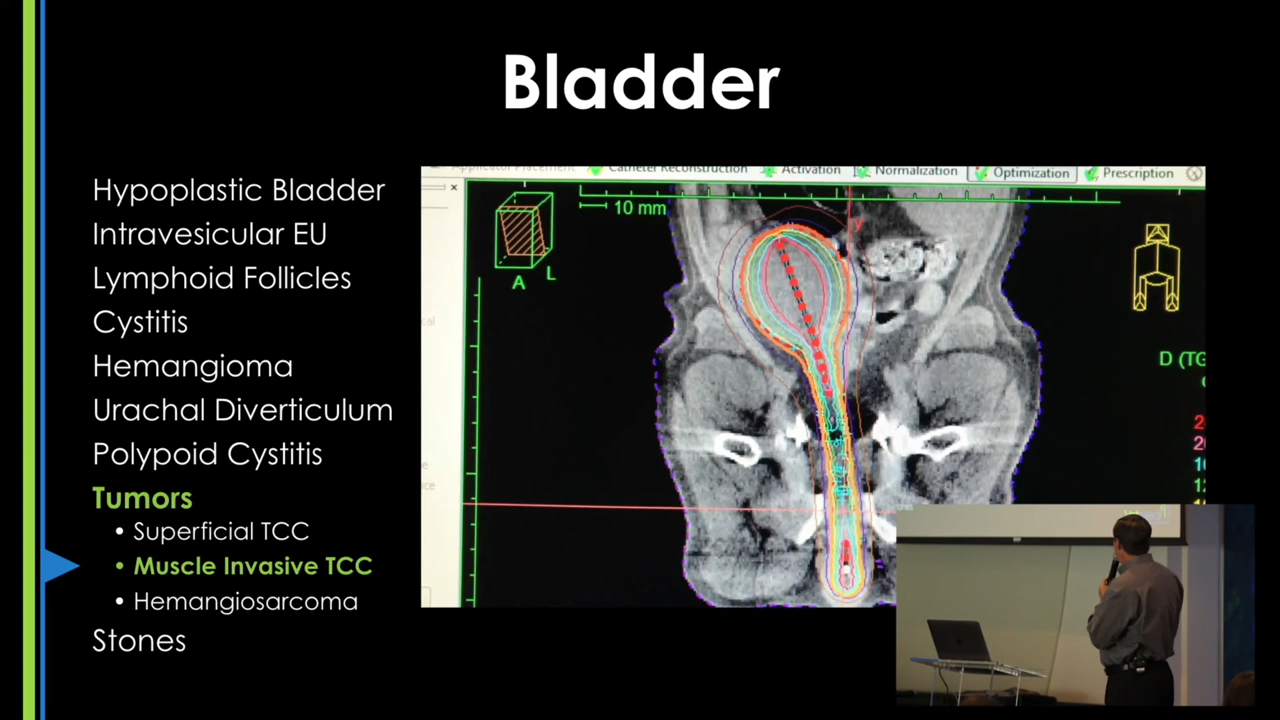 Bladder
Hypoplastic Bladder
Intravesicular EU
Lymphoid Follicles
Cystitis
Hemangioma
Urachal Diverticulum
Polypoid Cystitis
Tumors
• Superficial TCC
• Muscle Invasive TCC
• Hemangiosarcoma
Stones
Applicator Placement Catheter Reconstruction Activation Normalization Optimization Prescription
10 mm
y
A L
D (TG